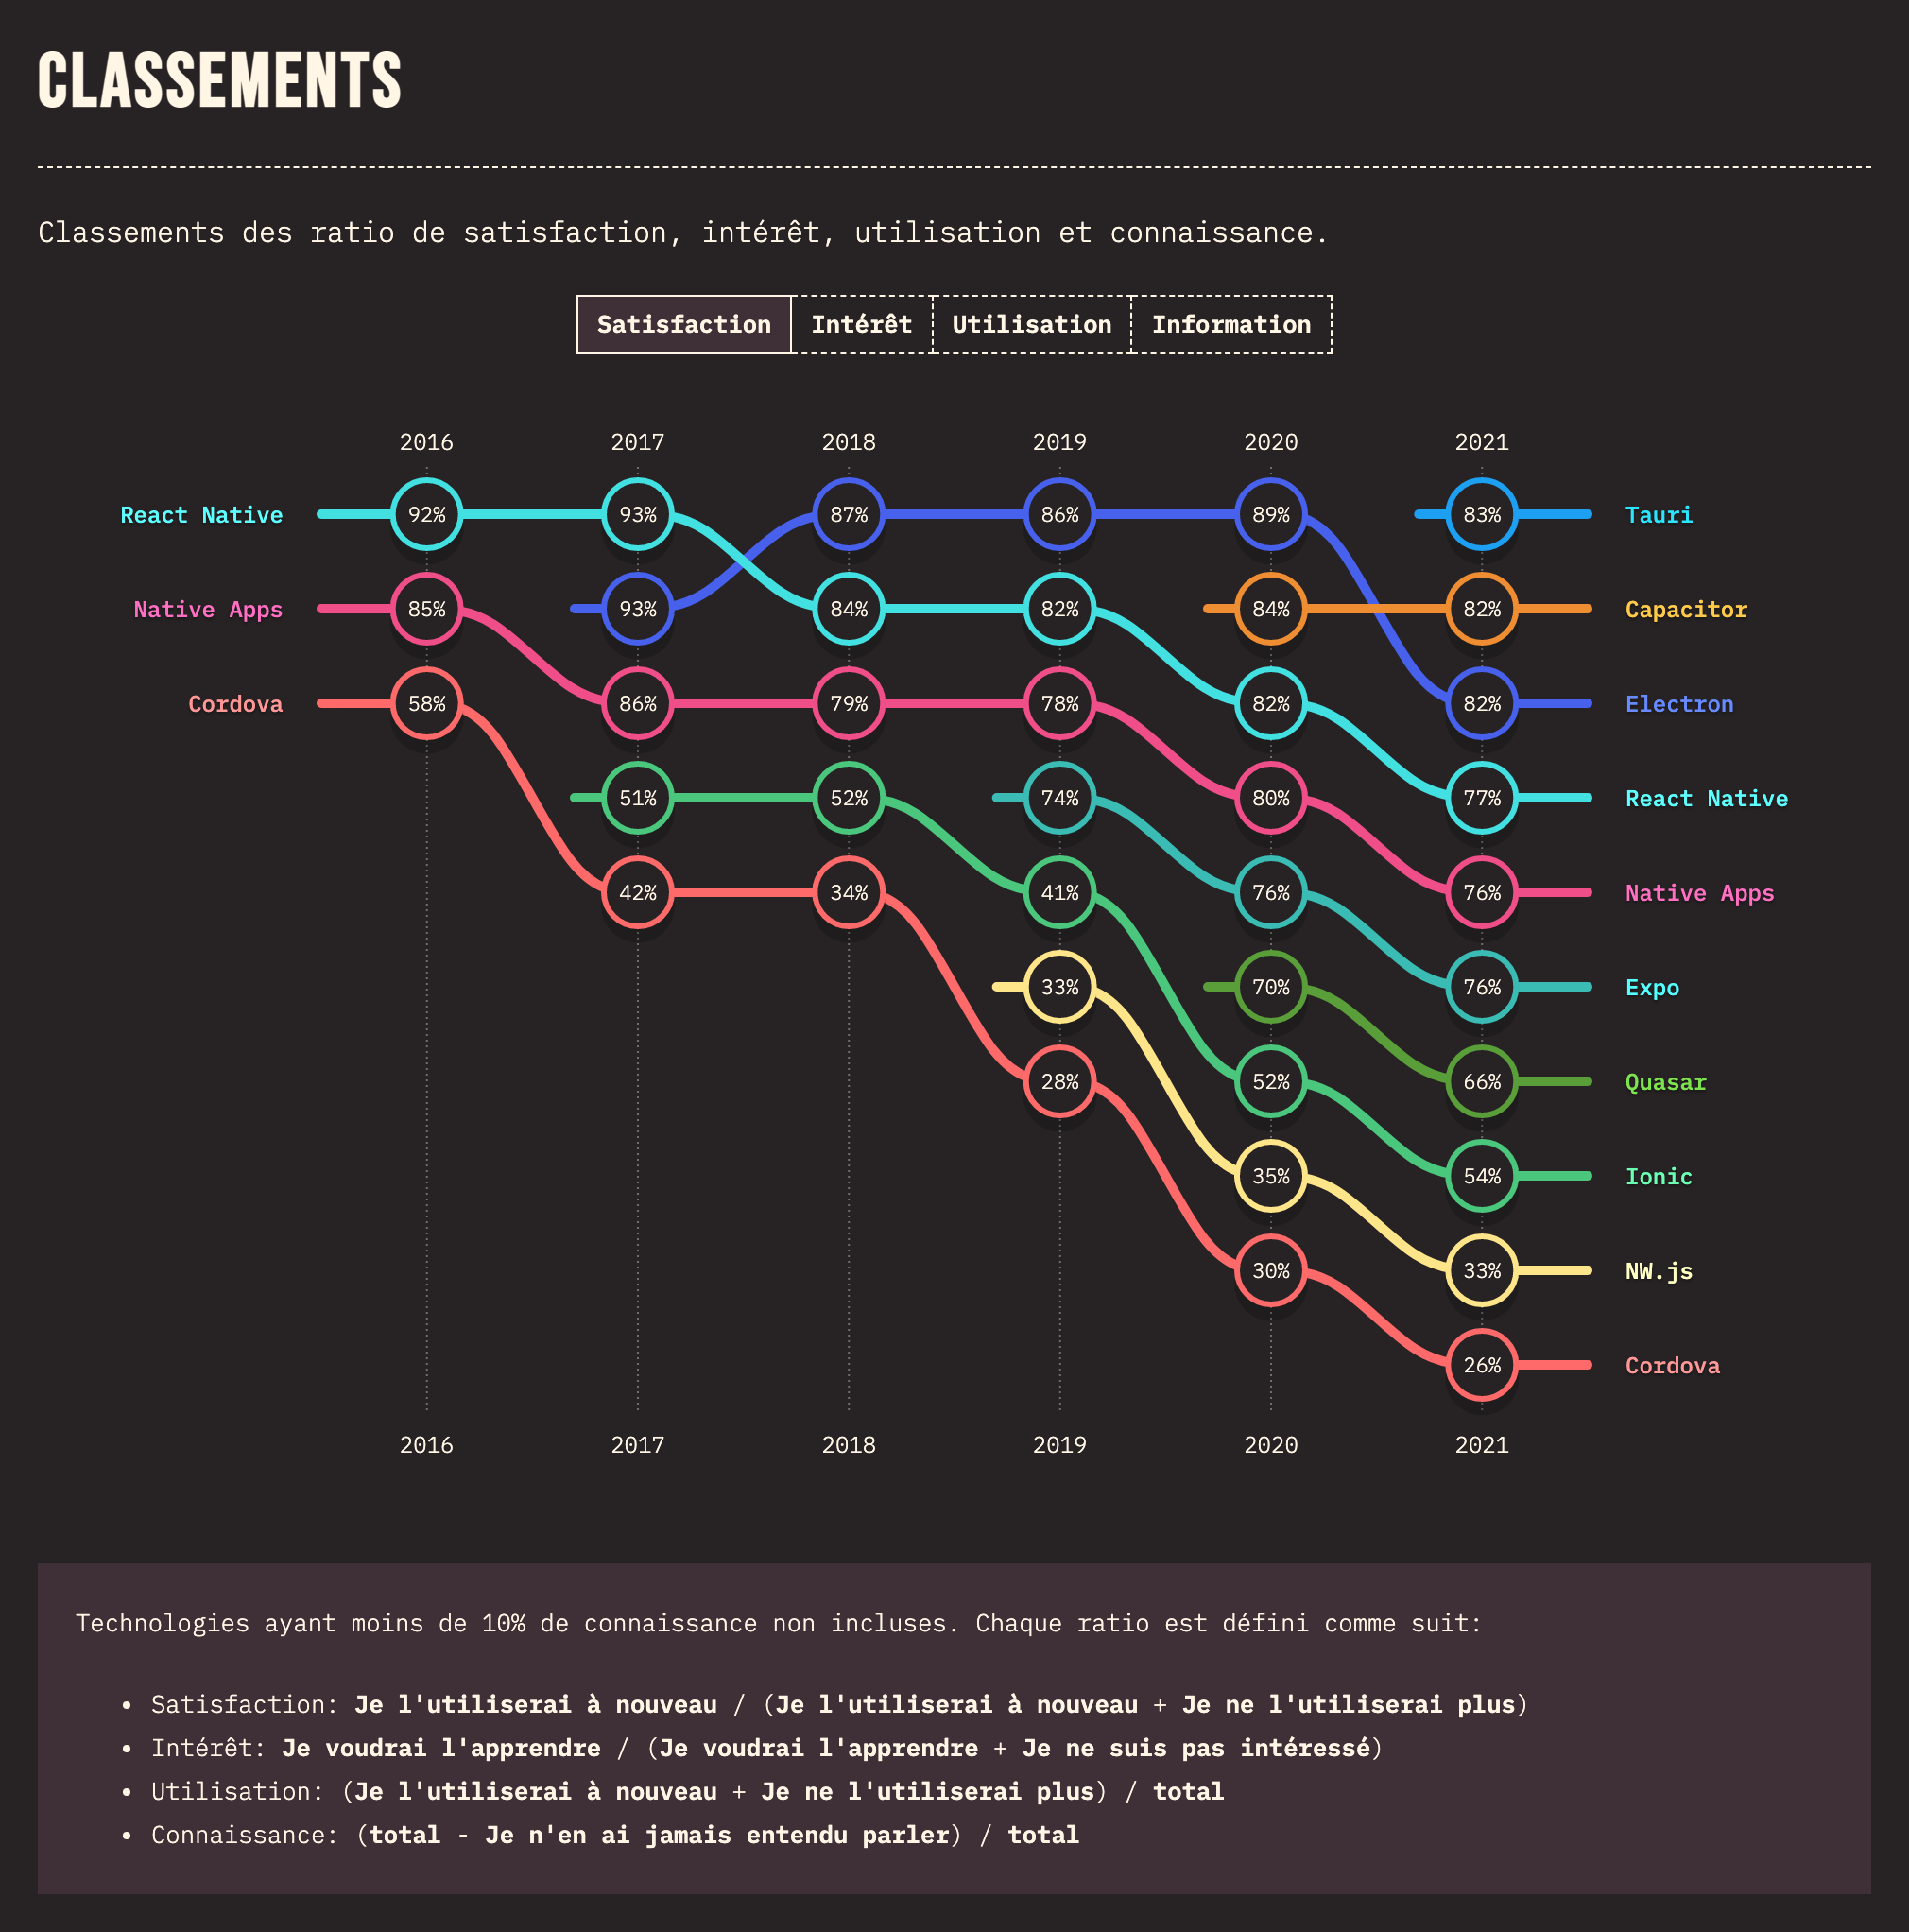 CLASSEMENTS
Classements des ratio de satisfaction, intérêt, utilisation et connaissance.
Satisfaction Intérêt Utilisation Information
2016 2017 2018 2019 2020 2021
React Native 92% 93% 87% 86% 89% 83% Tauri
Native Apps 85% 93% 84% 82% 84% 82% Capacitor
Cordova 58% 86% 79% 78% 82% 82% Electron
51% 52% 74% 80% 77% React Native
42% 34% 41% 76% 76% Native Apps
33% 70% 76% Expo
28% 52% 66% Quasar
35% 54% Ionic
30% 33% NW.js
26% Cordova
2016 2017 2018 2019 2020 2021
Technologies ayant moins de 10% de connaissance non incluses. Chaque ratio est défini comme suit:
• Satisfaction: Je l'utiliserai à nouveau / (Je l'utiliserai à nouveau + Je ne l'utiliserai plus)
• Intérêt: Je voudrai l'apprendre / (Je voudrai l'apprendre + Je ne suis pas intéressé)
• Utilisation: (Je l'utiliserai à nouveau + Je ne l'utiliserai plus) / total
• Connaissance: (total - Je n'en ai jamais entendu parler) / total